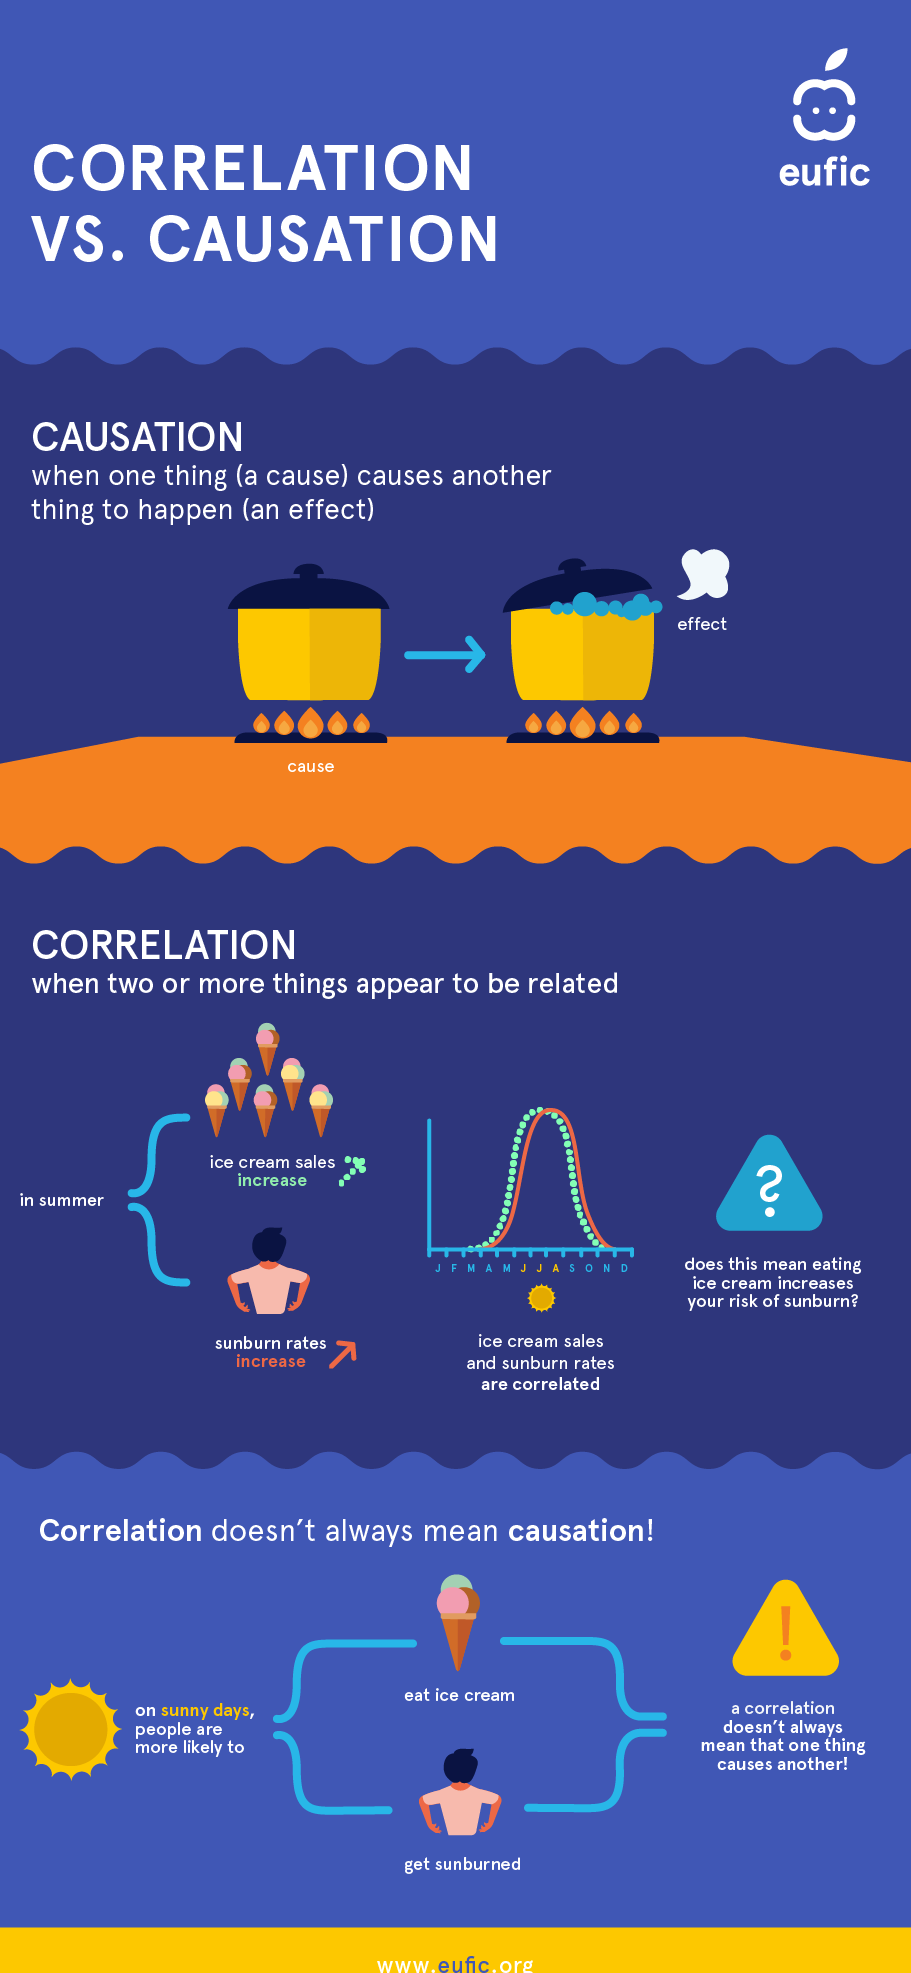 eufic
CORRELATION
VS. CAUSATION
CAUSATION
when one thing (a cause) causes another
thing to happen (an effect)
effect
cause
CORRELATION
when two or more things appear to be related
in summer
ice cream sales
increase
sunburn rates
increase
J F M A M J J A S O N D
ice cream sales
and sunburn rates
are correlated
?
does this mean eating
ice cream increases
your risk of sunburn?
Correlation doesn't always mean causation!
on sunny days,
people are
more likely to
eat ice cream
get sunburned
!
a correlation
doesn't always
mean that one thing
causes another!
www.eufic.org